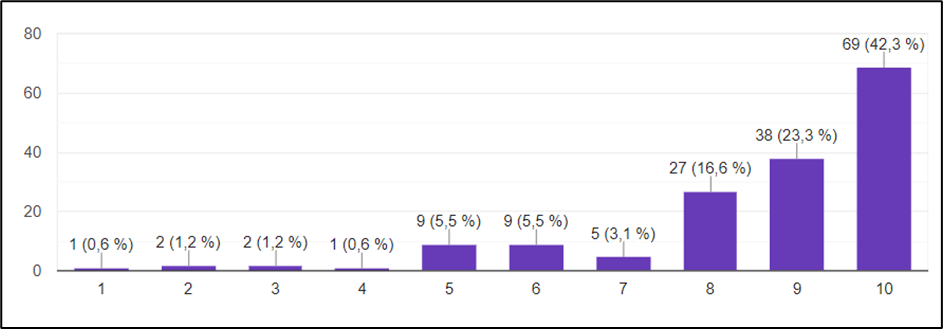 80
60
40
20
0
1 (0,6 %)
2 (1,2 %)
2 (1,2 %)
1 (0,6 %)
9 (5,5 %)
9 (5,5 %)
5 (3,1 %)
27 (16,6 %)
38 (23,3 %)
69 (42,3 %)
1 2 3 4 5 6 7 8 9 10